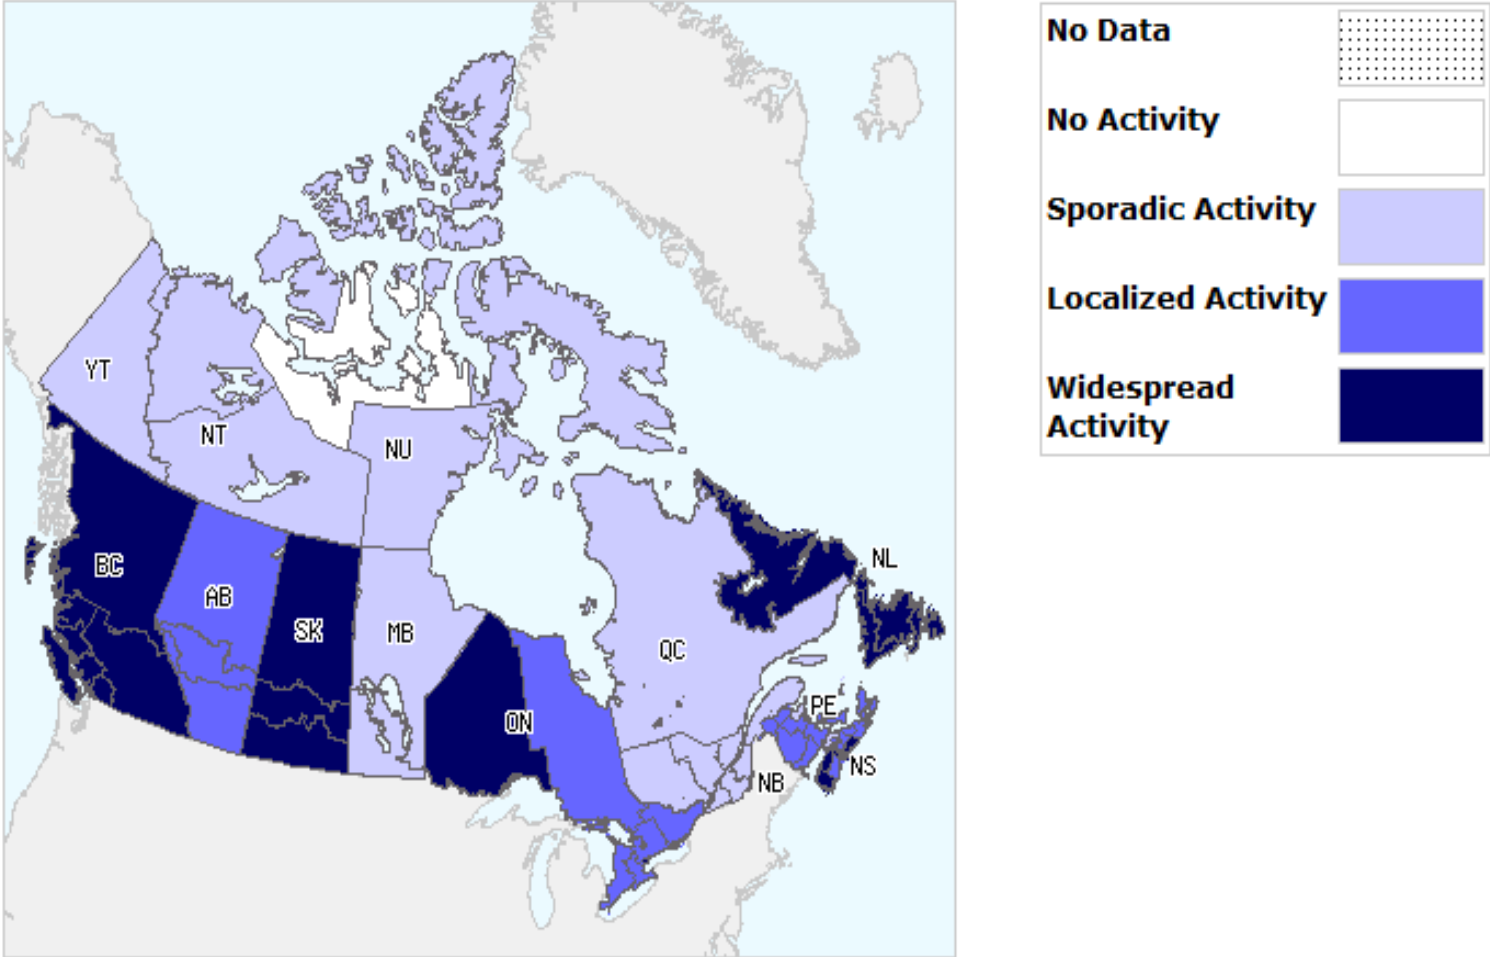 No Data
No Activity
Sporadic Activity
Localized Activity
Widespread
Activity
YT
NT
NU
BC
AB
SK
MB
ON
QC
NL
PE
NS
NB